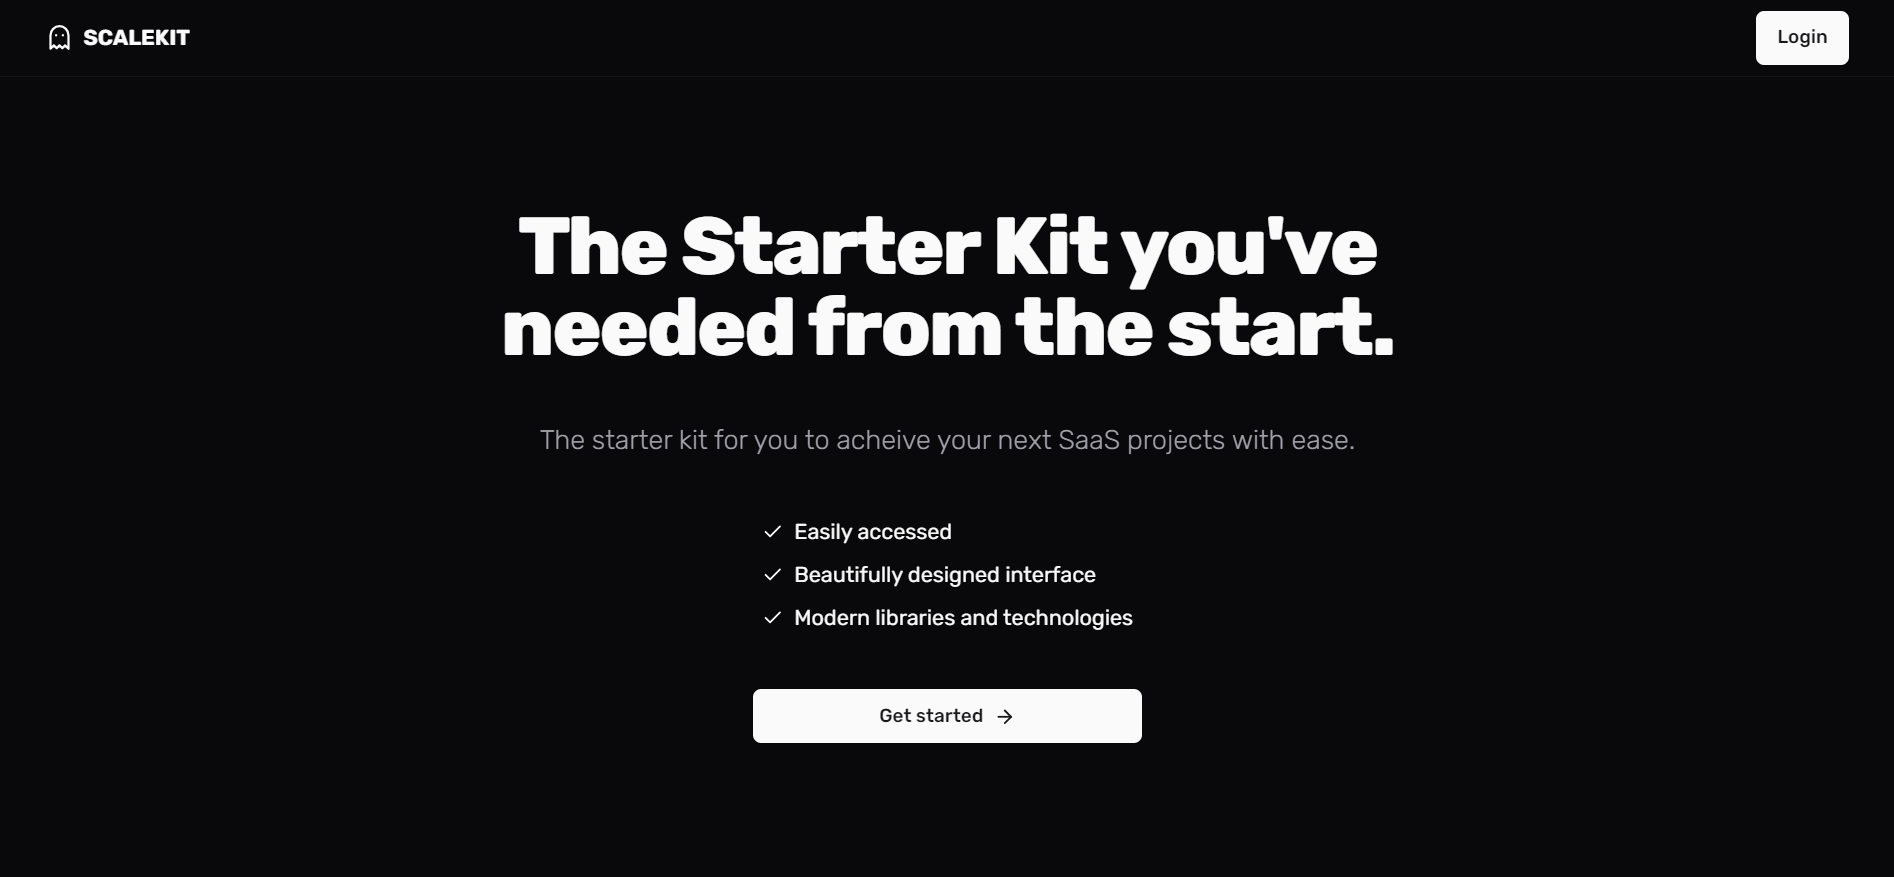 SCALEKIT
Login
The Starter Kit you've
needed from the start.
The starter kit for you to acheive your next SaaS projects with ease.
Easily accessed
Beautifully designed interface
Modern libraries and technologies
Get started